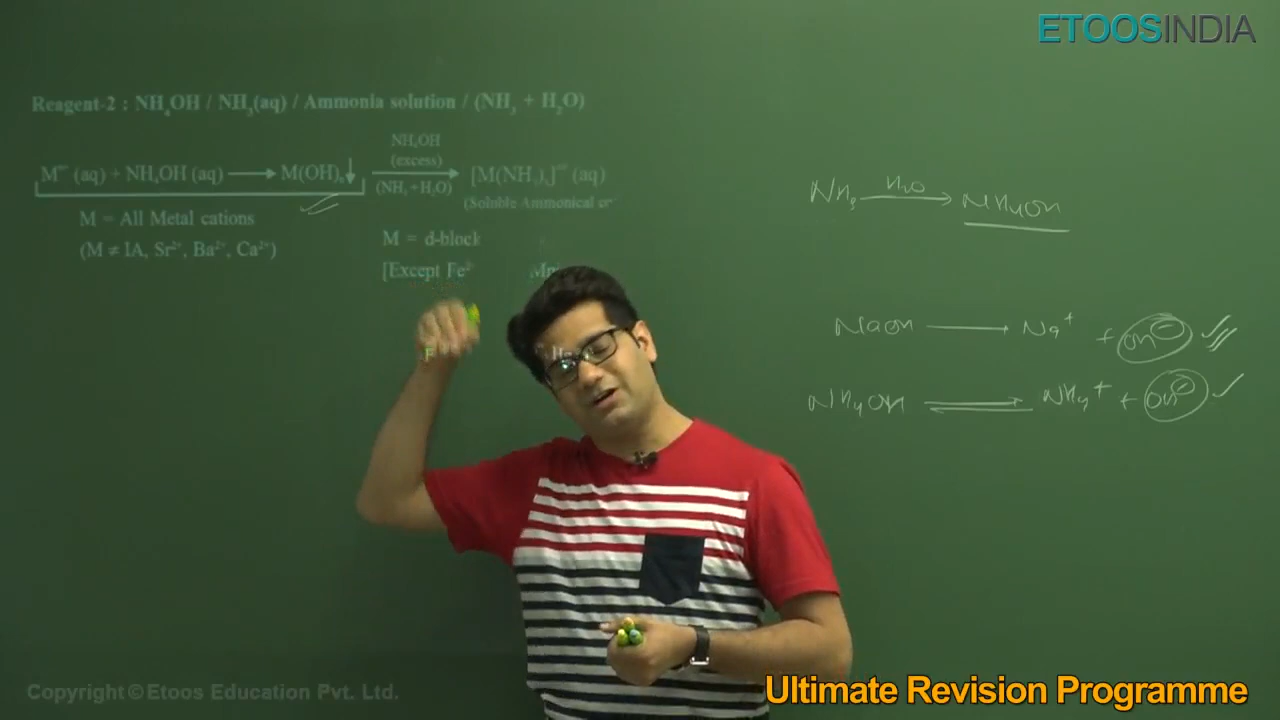 ETOOSINDIA
Reagent-2 : NH₄OH / NH₃(aq) / Ammonia solution / (NH₃ + H₂O)
NH₄OH
(excess)
(aq) + NH₄OH (aq) ⟶ M(OH)ₙ↓ ⟶ [M(NH₃) (aq)
(NH₃ + H₂O)
(Soluble Ammonical
M = All Metal cations
(M ≠ IA, Sr²⁺, Ba²⁺, Ca²⁺)
M = d-block
[Except Fe
NH₃ ⟶ NH₄OH
H₂O
NaOH ⟶ Na⁺ + OH⁻
NH₄OH ⇌ NH₄⁺ + OH⁻
Copyright © Etoos Education Pvt. Ltd.
Ultimate Revision Programme